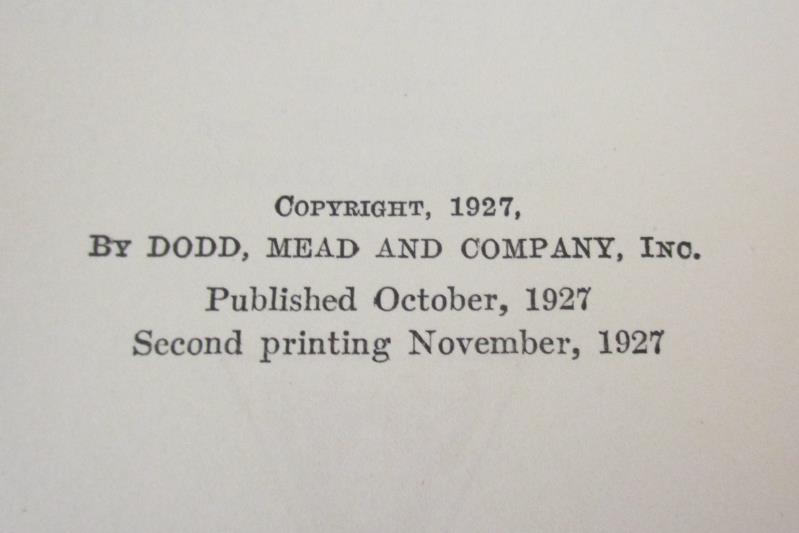 COPYRIGHT, 1927,
BY DODD, MEAD AND COMPANY, INC.
Published October, 1927
Second printing November, 1927